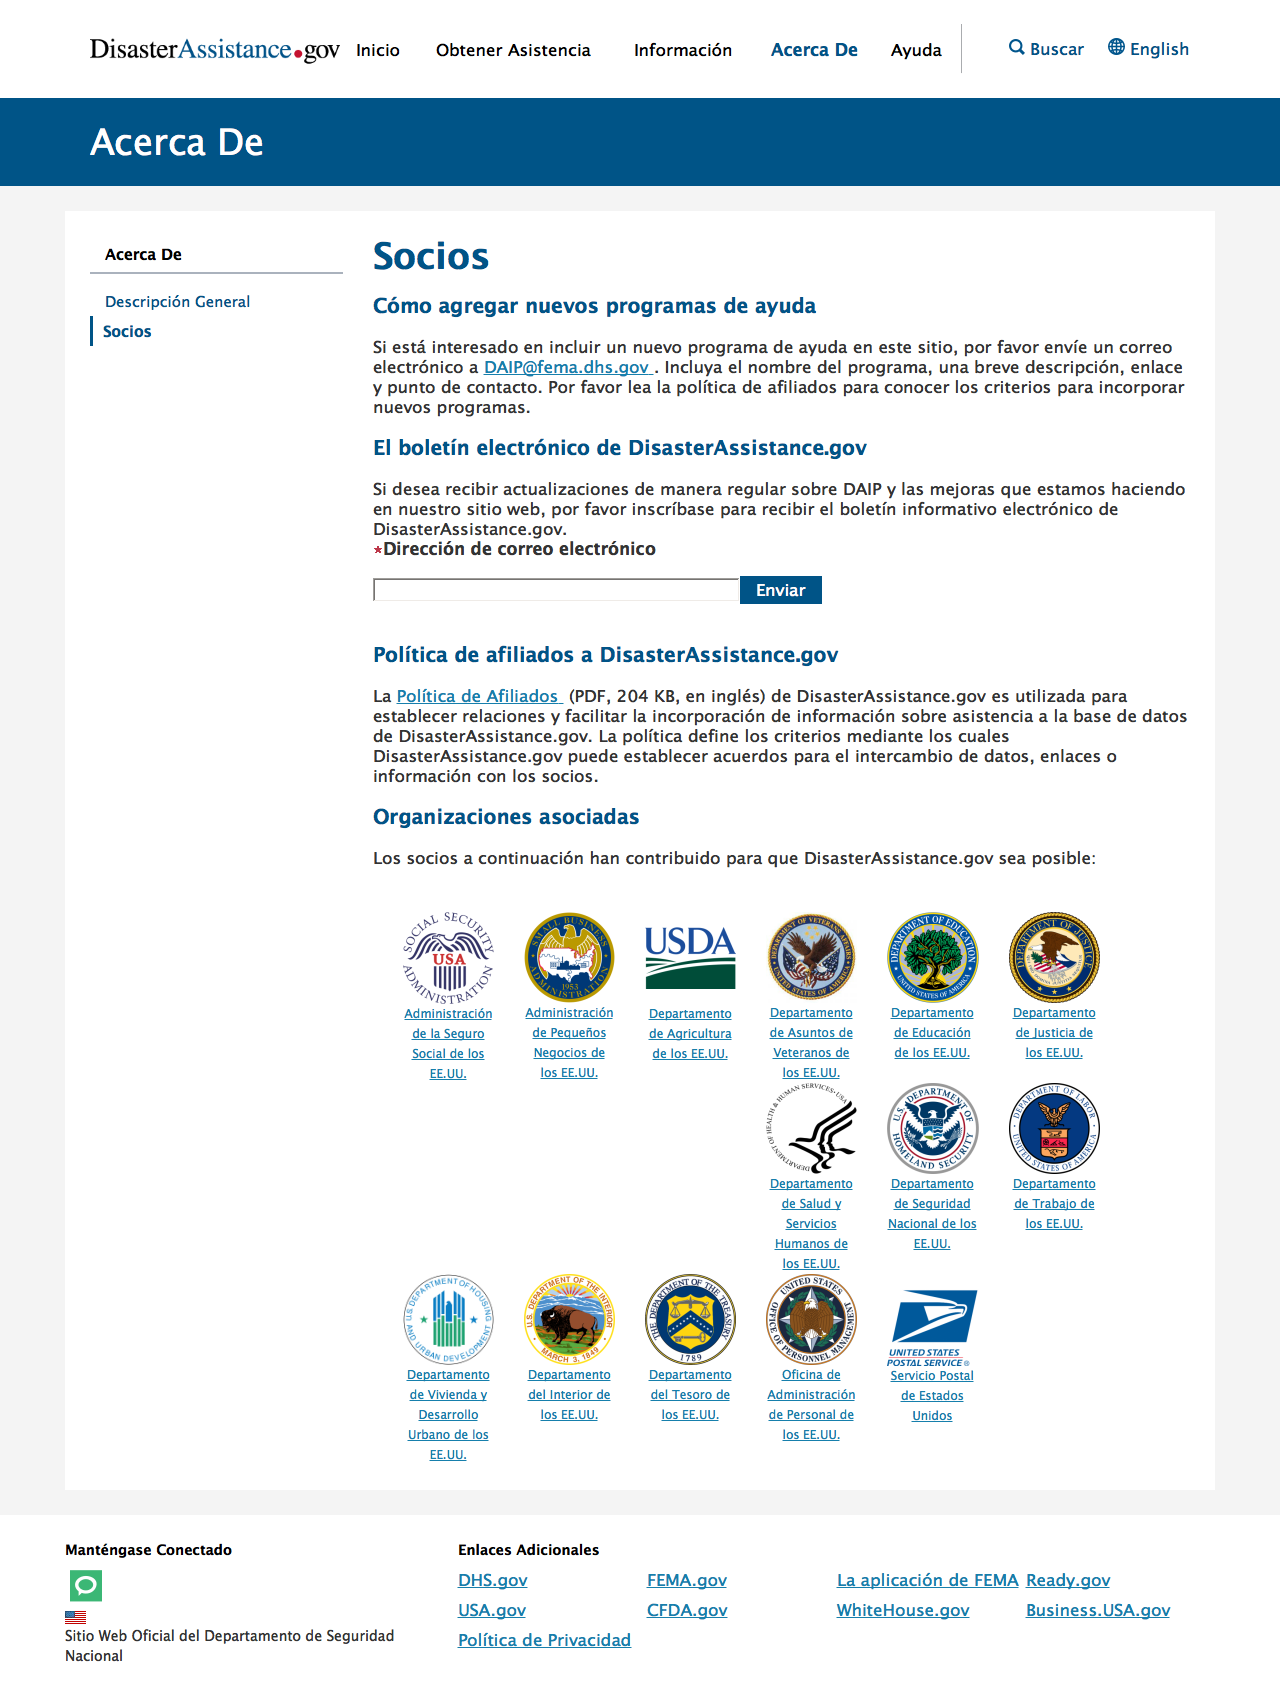 DisasterAssistance.gov
Inicio
Obtener Asistencia
Información
Acerca De
Ayuda
Buscar
English
Acerca De
Acerca De
Descripción General
Socios
Socios
Cómo agregar nuevos programas de ayuda
Si está interesado en incluir un nuevo programa de ayuda en este sitio, por favor envíe un correo
electrónico a DAIP@fema.dhs.gov . Incluya el nombre del programa, una breve descripción, enlace
y punto de contacto. Por favor lea la política de afiliados para conocer los criterios para incorporar
nuevos programas.
El boletín electrónico de DisasterAssistance.gov
Si desea recibir actualizaciones de manera regular sobre DAIP y las mejoras que estamos haciendo
en nuestro sitio web, por favor inscríbase para recibir el boletín informativo electrónico de
DisasterAssistance.gov.
*Dirección de correo electrónico
Enviar
Política de afiliados a DisasterAssistance.gov
La Política de Afiliados (PDF, 204 KB, en inglés) de DisasterAssistance.gov es utilizada para
establecer relaciones y facilitar la incorporación de información sobre asistencia a la base de datos
de DisasterAssistance.gov. La política define los criterios mediante los cuales
DisasterAssistance.gov puede establecer acuerdos para el intercambio de datos, enlaces o
información con los socios.
Organizaciones asociadas
Los socios a continuación han contribuido para que DisasterAssistance.gov sea posible:
SOCIAL SECURITY ADMINISTRATION
USA
Administración
de la Seguro
Social de los
EE.UU.
SMALL BUSINESS ADMINISTRATION
1953
Administración
de Pequeños
Negocios de
los EE.UU.
USDA
Departamento
de Agricultura
de los EE.UU.
DEPARTMENT OF VETERANS AFFAIRS
UNITED STATES OF AMERICA
Departamento
de Asuntos de
Veteranos de
los EE.UU.
DEPARTMENT OF EDUCATION
UNITED STATES OF AMERICA
Departamento
de Educación
de los EE.UU.
DEPARTMENT OF JUSTICE
Departamento
de Justicia de
los EE.UU.
DEPARTMENT OF HEALTH & HUMAN SERVICES • USA
Departamento
de Salud y
Servicios
Humanos de
los EE.UU.
U.S. DEPARTMENT OF
HOMELAND SECURITY
Departamento
de Seguridad
Nacional de los
EE.UU.
DEPARTMENT OF LABOR
UNITED STATES OF AMERICA
Departamento
de Trabajo de
los EE.UU.
U.S. DEPARTMENT OF HOUSING
AND URBAN DEVELOPMENT
Departamento
de Vivienda y
Desarrollo
Urbano de los
EE.UU.
U.S. DEPARTMENT OF THE INTERIOR
MARCH 3, 1849
Departamento
del Interior de
los EE.UU.
THE DEPARTMENT OF THE TREASURY
1789
Departamento
del Tesoro de
los EE.UU.
UNITED STATES
OFFICE OF PERSONNEL MANAGEMENT
Oficina de
Administración
de Personal de
los EE.UU.
UNITED STATES
POSTAL SERVICE®
Servicio Postal
de Estados
Unidos
Manténgase Conectado
Sitio Web Oficial del Departamento de Seguridad
Nacional
Enlaces Adicionales
DHS.gov
FEMA.gov
La aplicación de FEMA
Ready.gov
USA.gov
CFDA.gov
WhiteHouse.gov
Business.USA.gov
Política de Privacidad